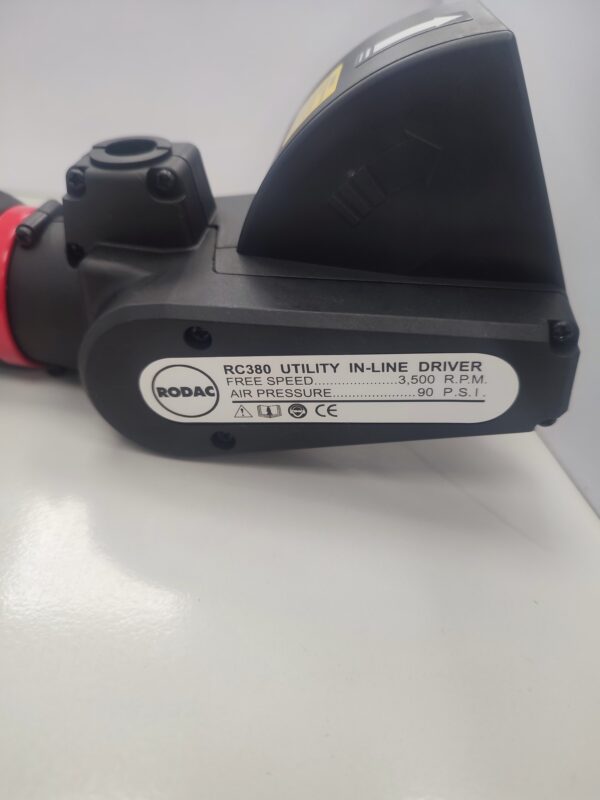 RODAC
RC380 UTILITY IN-LINE DRIVER
FREE SPEED.....................3,500 R.P.M.
AIR PRESSURE.....................90 P.S.I.
CE